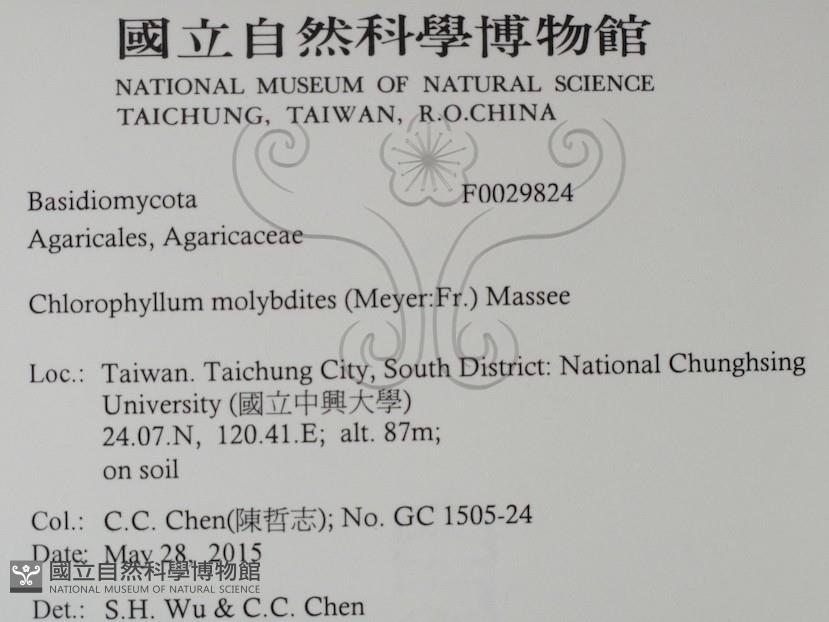 國立自然科學博物館
NATIONAL MUSEUM OF NATURAL SCIENCE
TAICHUNG, TAIWAN, R.O.CHINA
Basidiomycota F0029824
Agaricales, Agaricaceae
Chlorophyllum molybdites (Meyer:Fr.) Massee
Loc.: Taiwan. Taichung City, South District: National Chunghsing
University (國立中興大學)
24.07.N, 120.41.E; alt. 87m;
on soil
Col.: C.C. Chen(陳哲志); No. GC 1505-24
Date: May 28, 2015
國立自然科學博物館
NATIONAL MUSEUM OF NATURAL SCIENCE
Det.: S.H. Wu & C.C. Chen